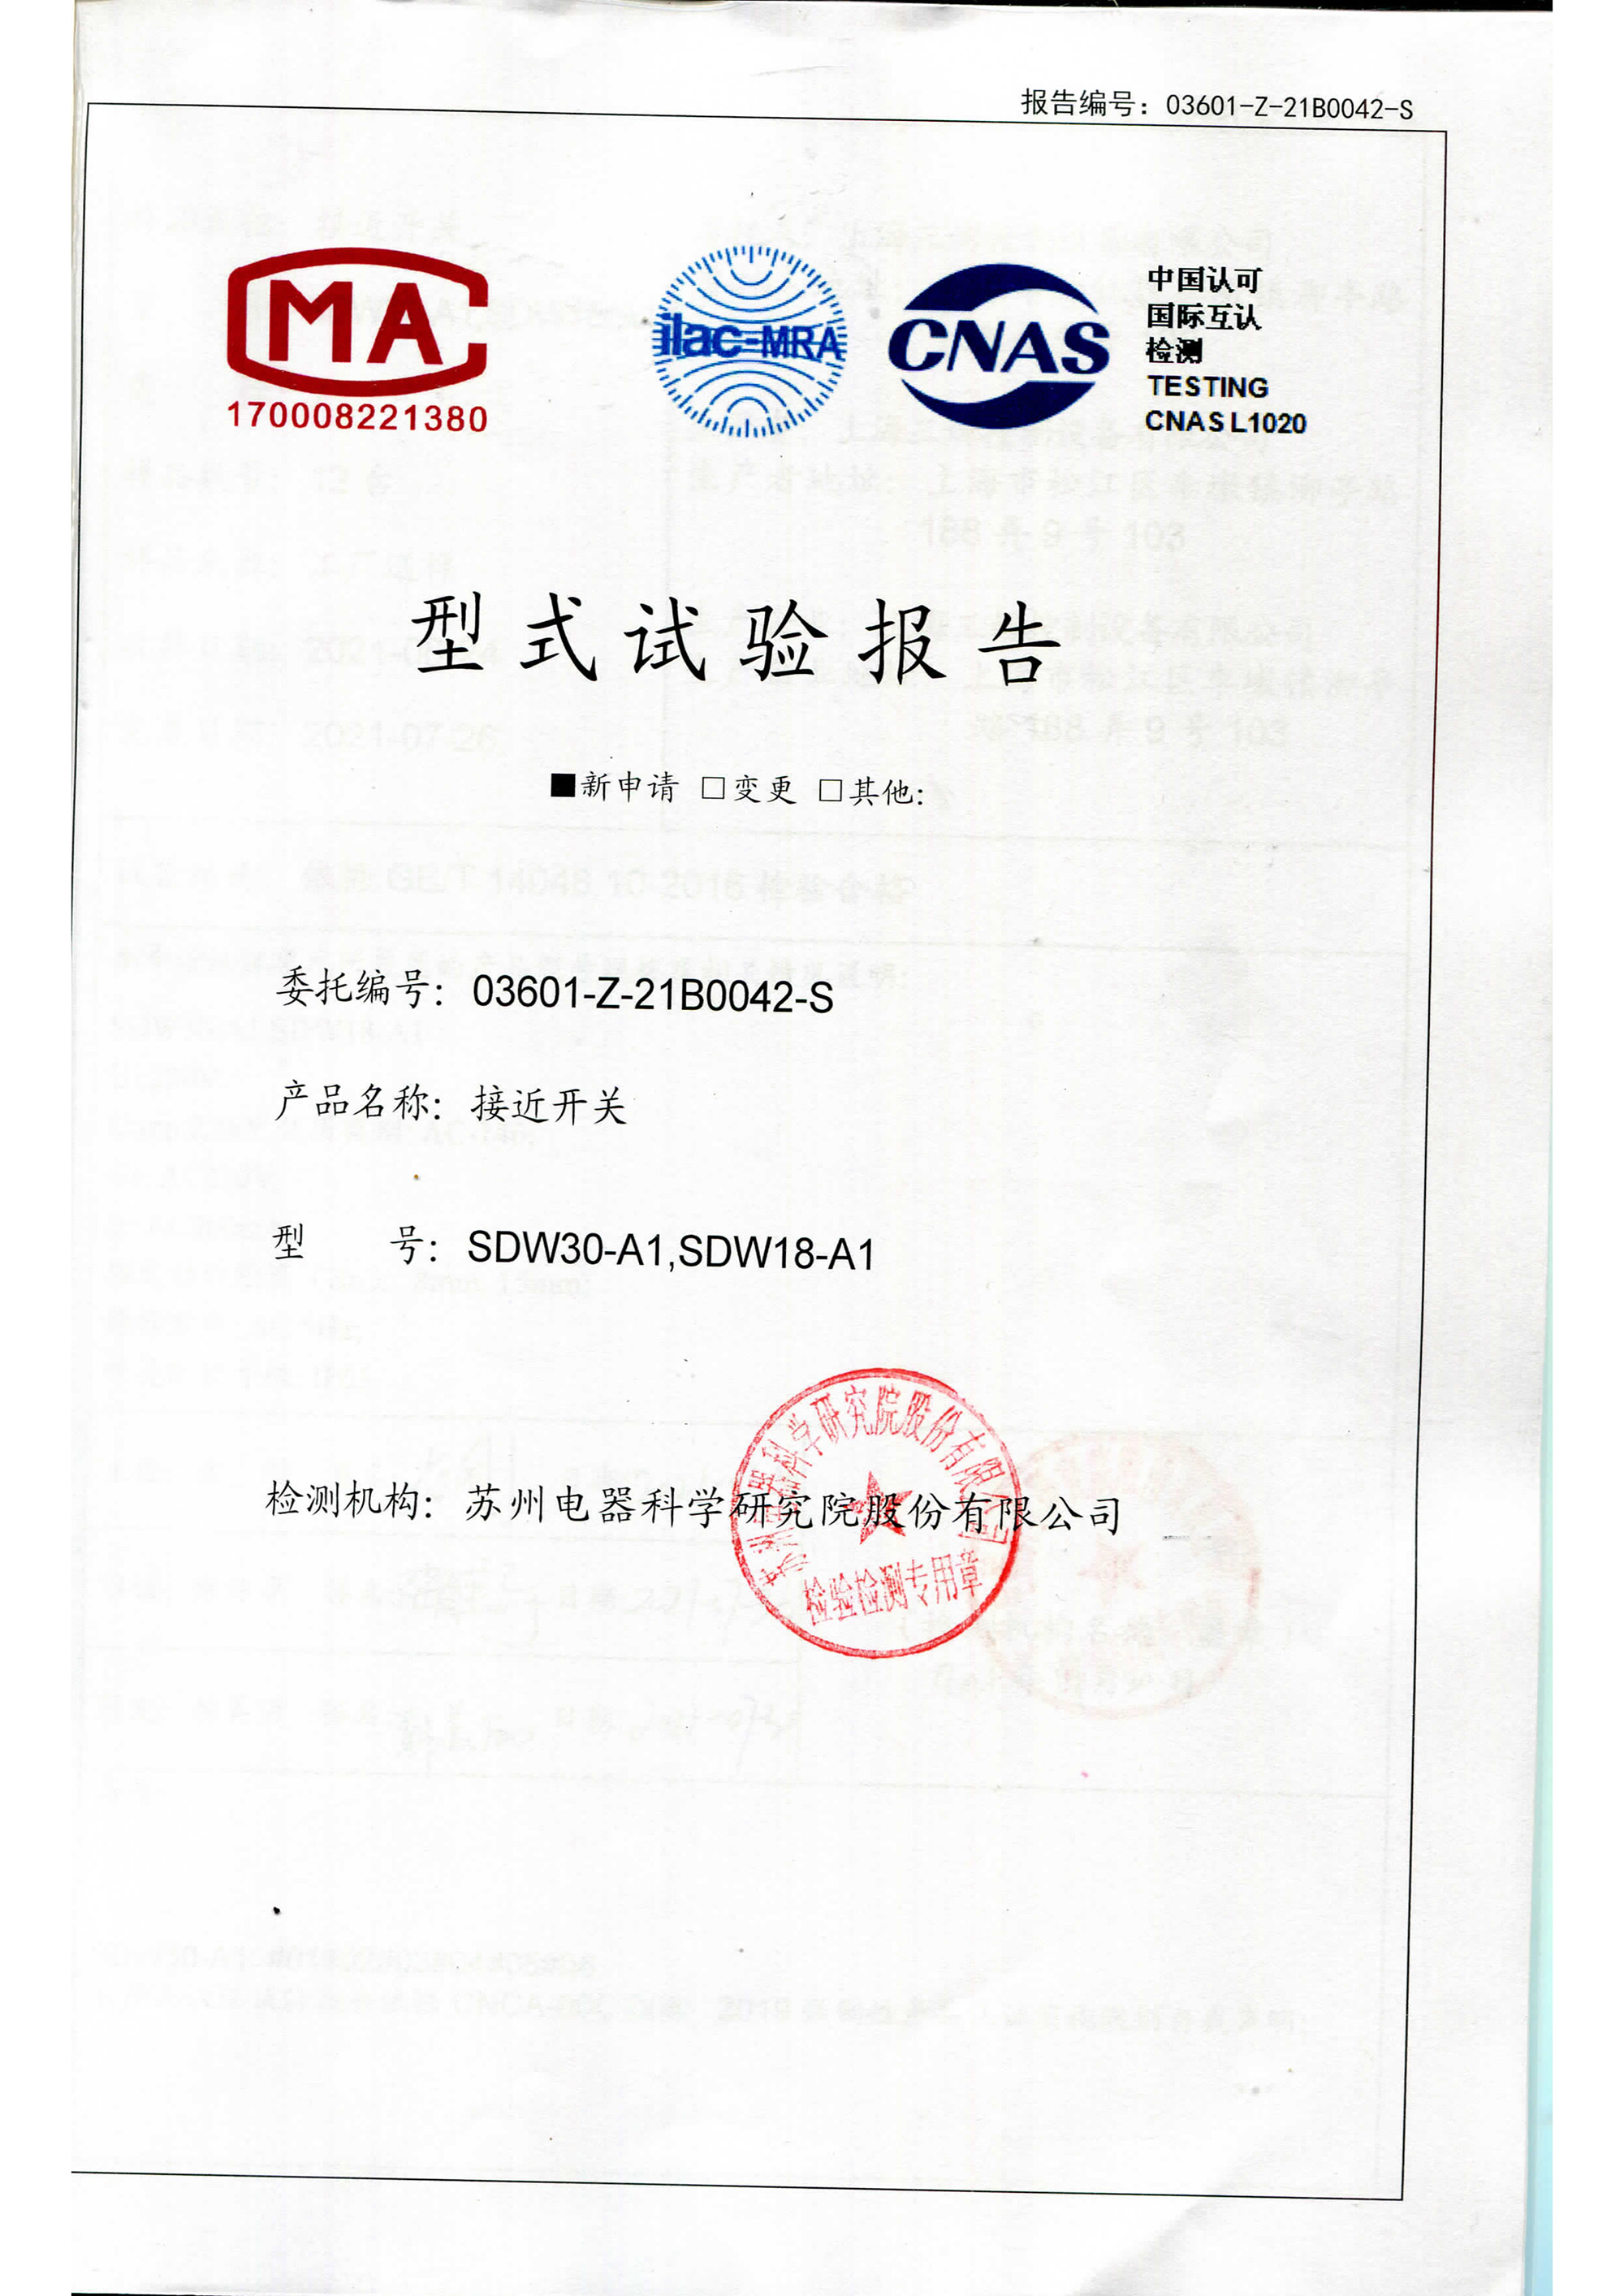 报告编号：03601-Z-21B0042-S
MA
170008221380
ilac-MRA
CNAS
中国认可
国际互认
检测
TESTING
CNAS L1020
型式试验报告
■新申请 □变更 □其他:
委托编号: 03601-Z-21B0042-S
产品名称: 接近开关
型 号: SDW30-A1,SDW18-A1
检测机构: 苏州电器科学研究院股份有限公司
苏州电器科学研究院股份有限公司
检验检测专用章